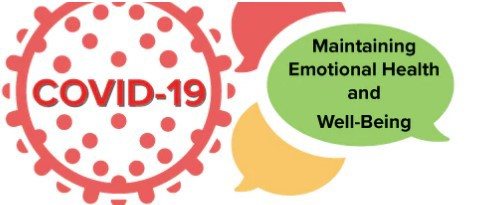 COVID-19
Maintaining
Emotional Health
and
Well-Being